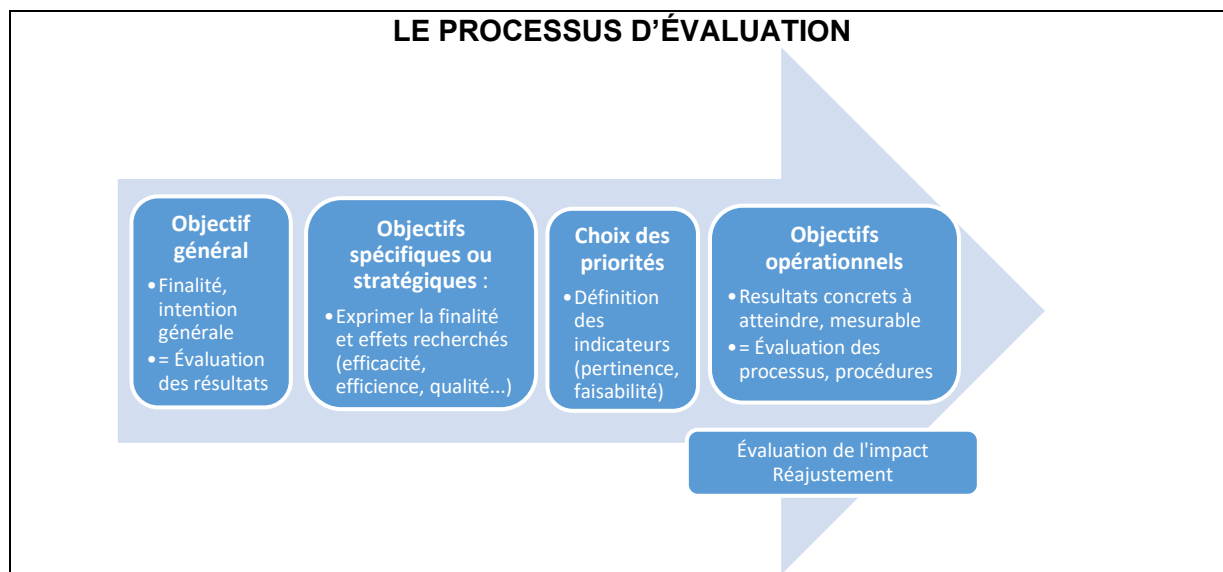 LE PROCESSUS D’ÉVALUATION
Objectif
général
•Finalité,
intention
générale
•= Évaluation
des résultats
Objectifs
spécifiques ou
stratégiques :
•Exprimer la finalité
et effets recherchés
(efficacité,
efficience, qualité...)
Choix des
priorités
•Définition
des
indicateurs
(pertinence,
faisabilité)
Objectifs
opérationnels
•Resultats concrets à
atteindre, mesurable
•= Évaluation des
processus, procédures
Évaluation de l'impact
Réajustement